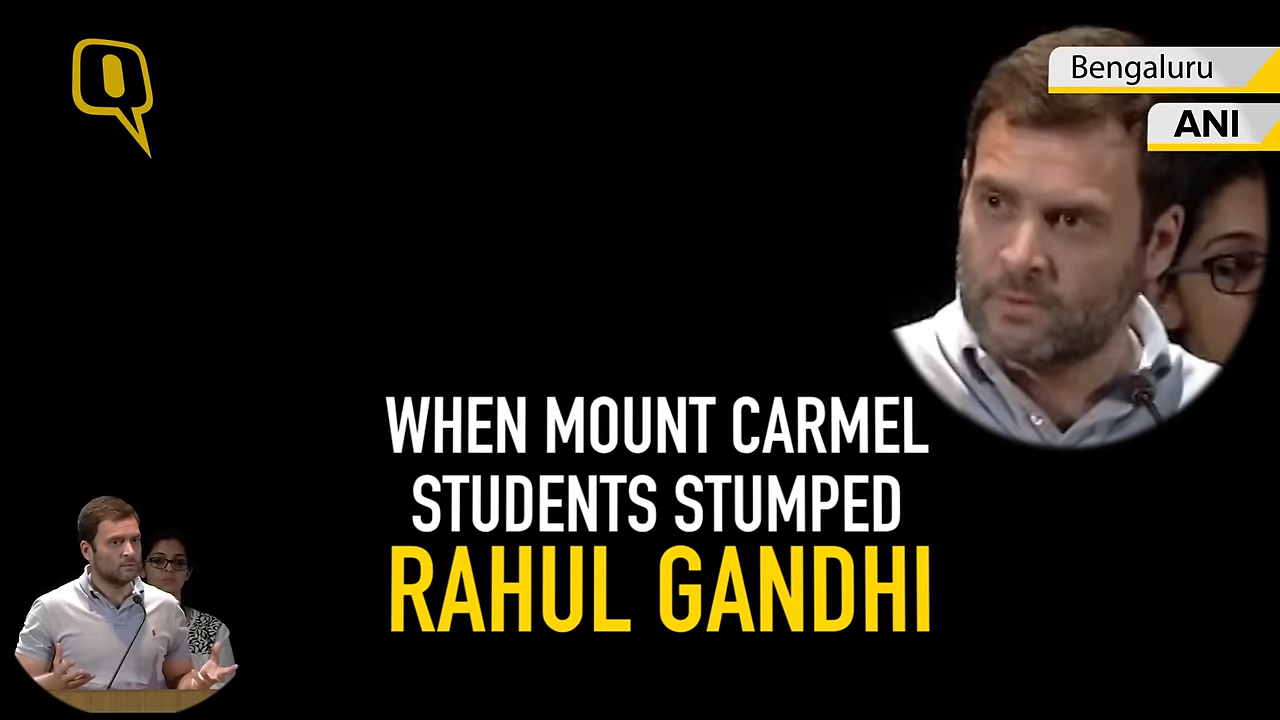 Bengaluru
ANI
WHEN MOUNT CARMEL
STUDENTS STUMPED
RAHUL GANDHI